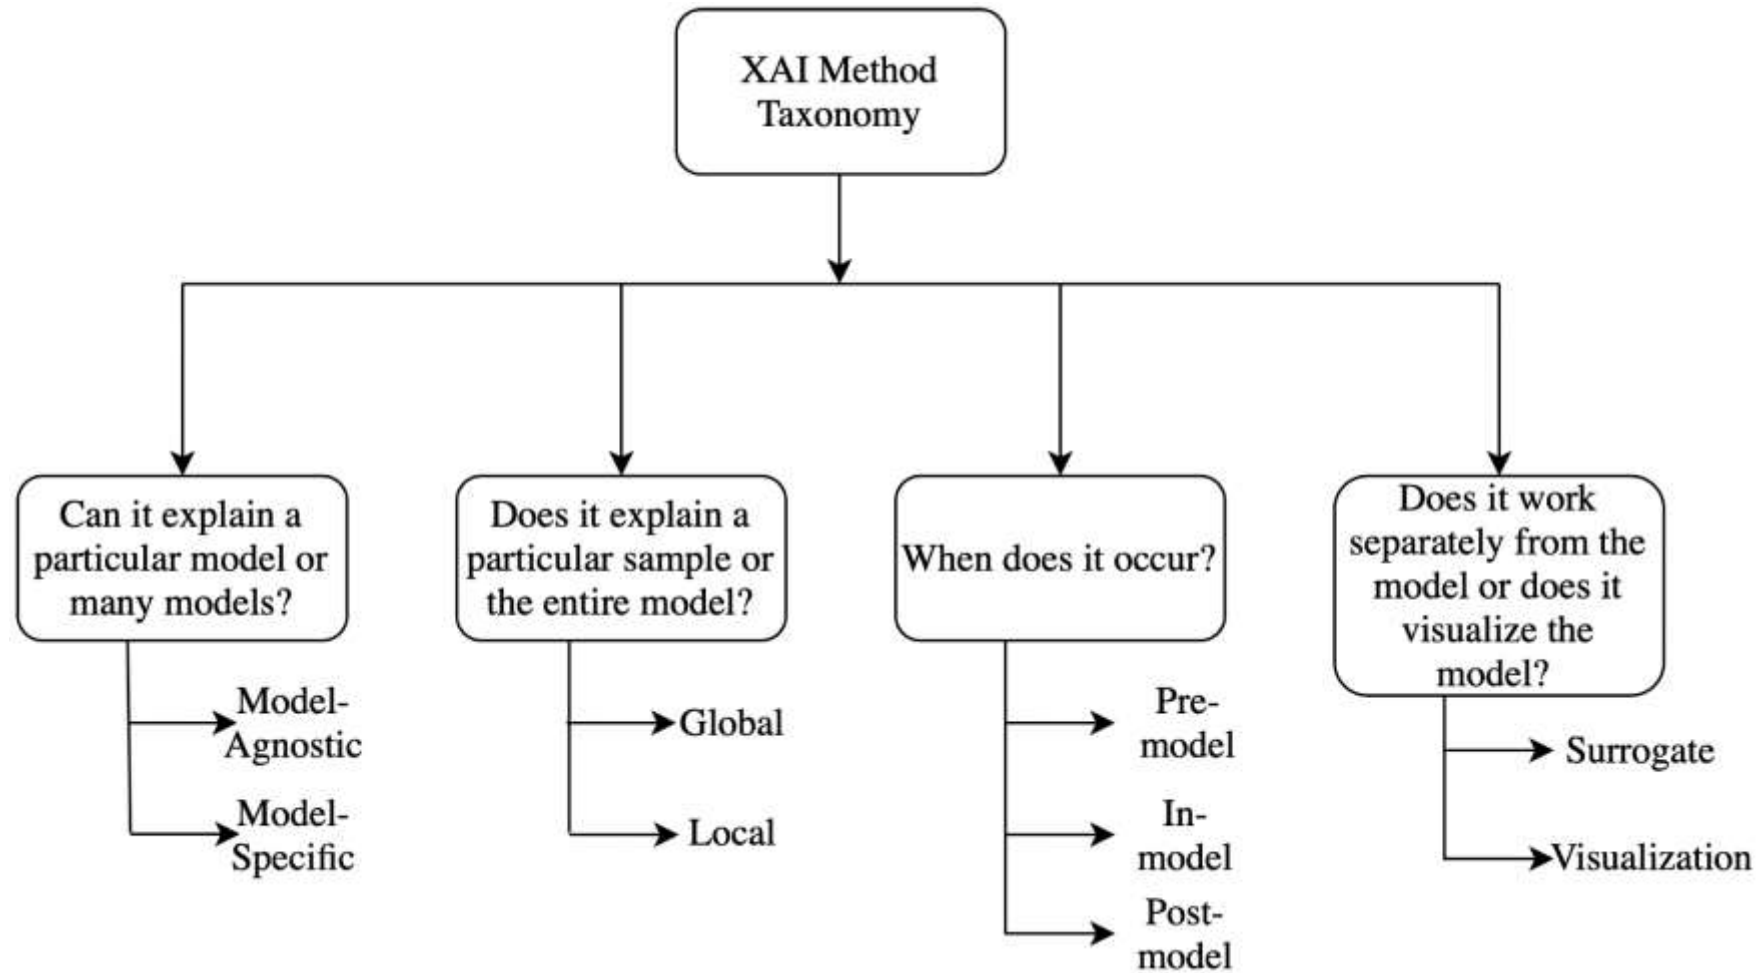 XAI Method
Taxonomy
Can it explain a
particular model or
many models?
Model-
Agnostic
Model-
Specific
Does it explain a
particular sample or
the entire model?
Global
Local
When does it occur?
Pre-
model
In-
model
Post-
model
Does it work
separately from the
model or does it
visualize the
model?
Surrogate
Visualization